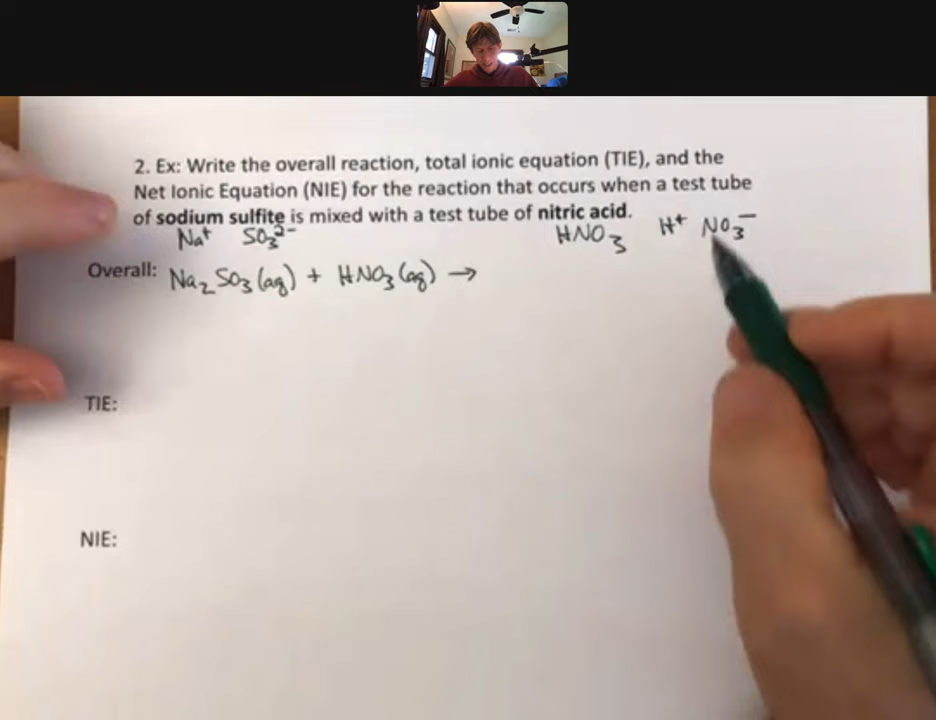 2. Ex: Write the overall reaction, total ionic equation (TIE), and the
Net Ionic Equation (NIE) for the reaction that occurs when a test tube
of sodium sulfite is mixed with a test tube of nitric acid.
Na⁺ SO₃²⁻ HNO₃ H⁺ NO₃⁻
Overall: Na₂SO₃(aq) + HNO₃(aq) →
TIE:
NIE: